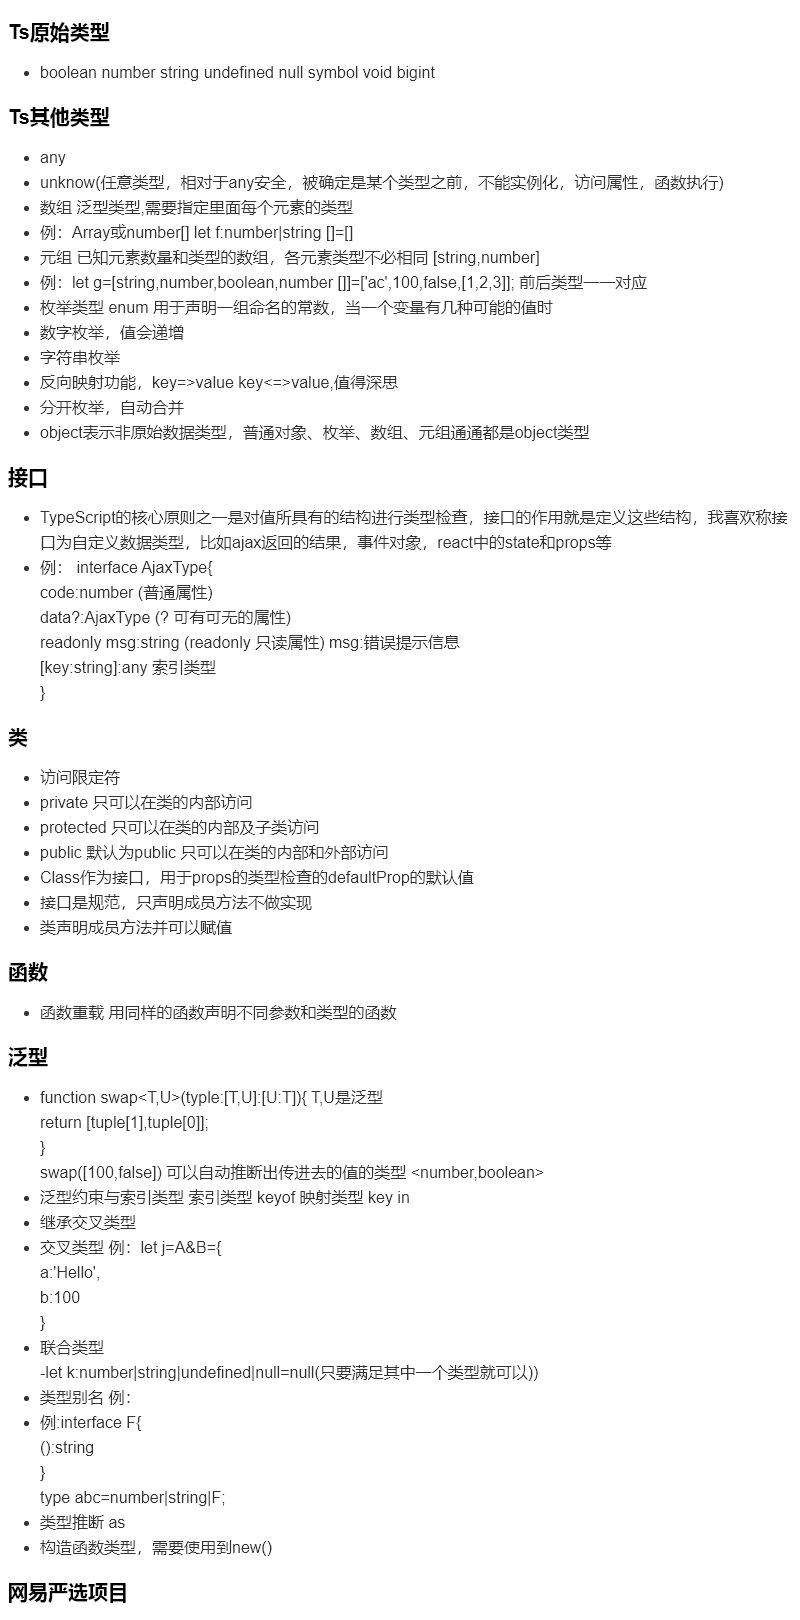 Ts原始类型
boolean number string undefined null symbol void bigint
Ts其他类型
any
unknow(任意类型，相对于any安全，被确定是某个类型之前，不能实例化，访问属性，函数执行)
数组 泛型类型,需要指定里面每个元素的类型
例：Array或number[] let f:number|string []=[]
元组 已知元素数量和类型的数组，各元素类型不必相同 [string,number]
例：let g=[string,number,boolean,number []]=['ac',100,false,[1,2,3]]; 前后类型一一对应
枚举类型 enum 用于声明一组命名的常数，当一个变量有几种可能的值时
数字枚举，值会递增
字符串枚举
反向映射功能，key=>value key<=>value,值得深思
分开枚举，自动合并
object表示非原始数据类型，普通对象、枚举、数组、元组通通都是object类型
接口
TypeScript的核心原则之一是对值所具有的结构进行类型检查，接口的作用就是定义这些结构，我喜欢称接
口为自定义数据类型，比如ajax返回的结果，事件对象，react中的state和props等
例： interface AjaxType{
code:number (普通属性)
data?:AjaxType (? 可有可无的属性)
readonly msg:string (readonly 只读属性) msg:错误提示信息
[key:string]:any 索引类型
}
类
访问限定符
private 只可以在类的内部访问
protected 只可以在类的内部及子类访问
public 默认为public 只可以在类的内部和外部访问
Class作为接口，用于props的类型检查的defaultProp的默认值
接口是规范，只声明成员方法不做实现
类声明成员方法并可以赋值
函数
函数重载 用同样的函数声明不同参数和类型的函数
泛型
function swap<T,U>(typle:[T,U]:[U:T]){ T,U是泛型
return [tuple[1],tuple[0]];
}
swap([100,false]) 可以自动推断出传进去的值的类型 <number,boolean>
泛型约束与索引类型 索引类型 keyof 映射类型 key in
继承交叉类型
交叉类型 例：let j=A&B={
a:'Hello',
b:100
}
联合类型
-let k:number|string|undefined|null=null(只要满足其中一个类型就可以))
类型别名 例：
例:interface F{
():string
}
type abc=number|string|F;
类型推断 as
构造函数类型，需要使用到new()
网易严选项目